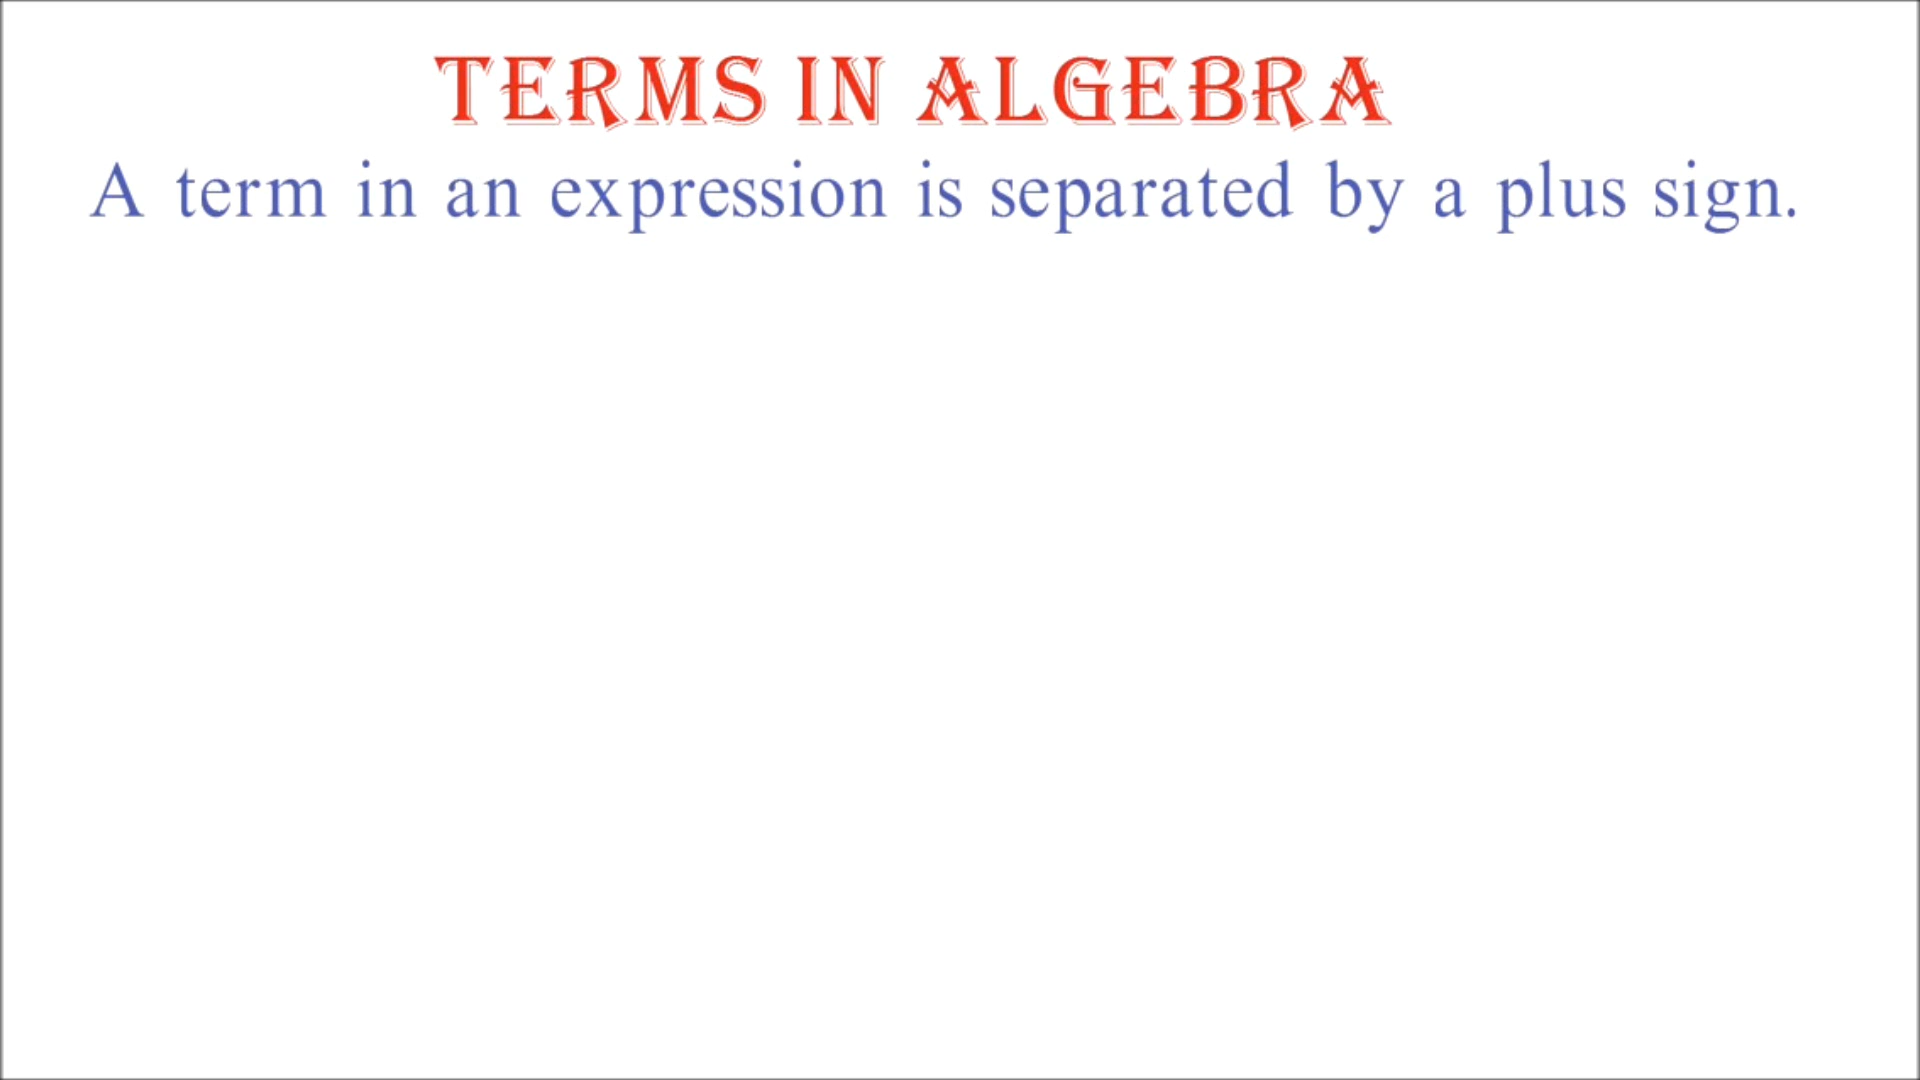 TERMS IN ALGEBRA
A term in an expression is separated by a plus sign.